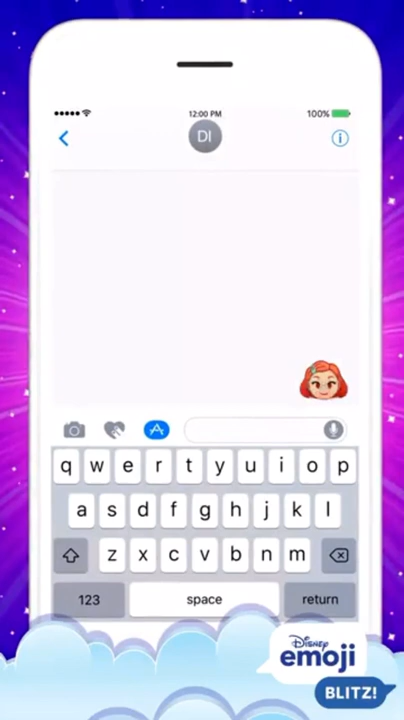 12:00 PM
100%
DI
q w e r t y u i o p
a s d f g h j k l
z x c v b n m
123 space return
Disney
emoji
BLITZ!